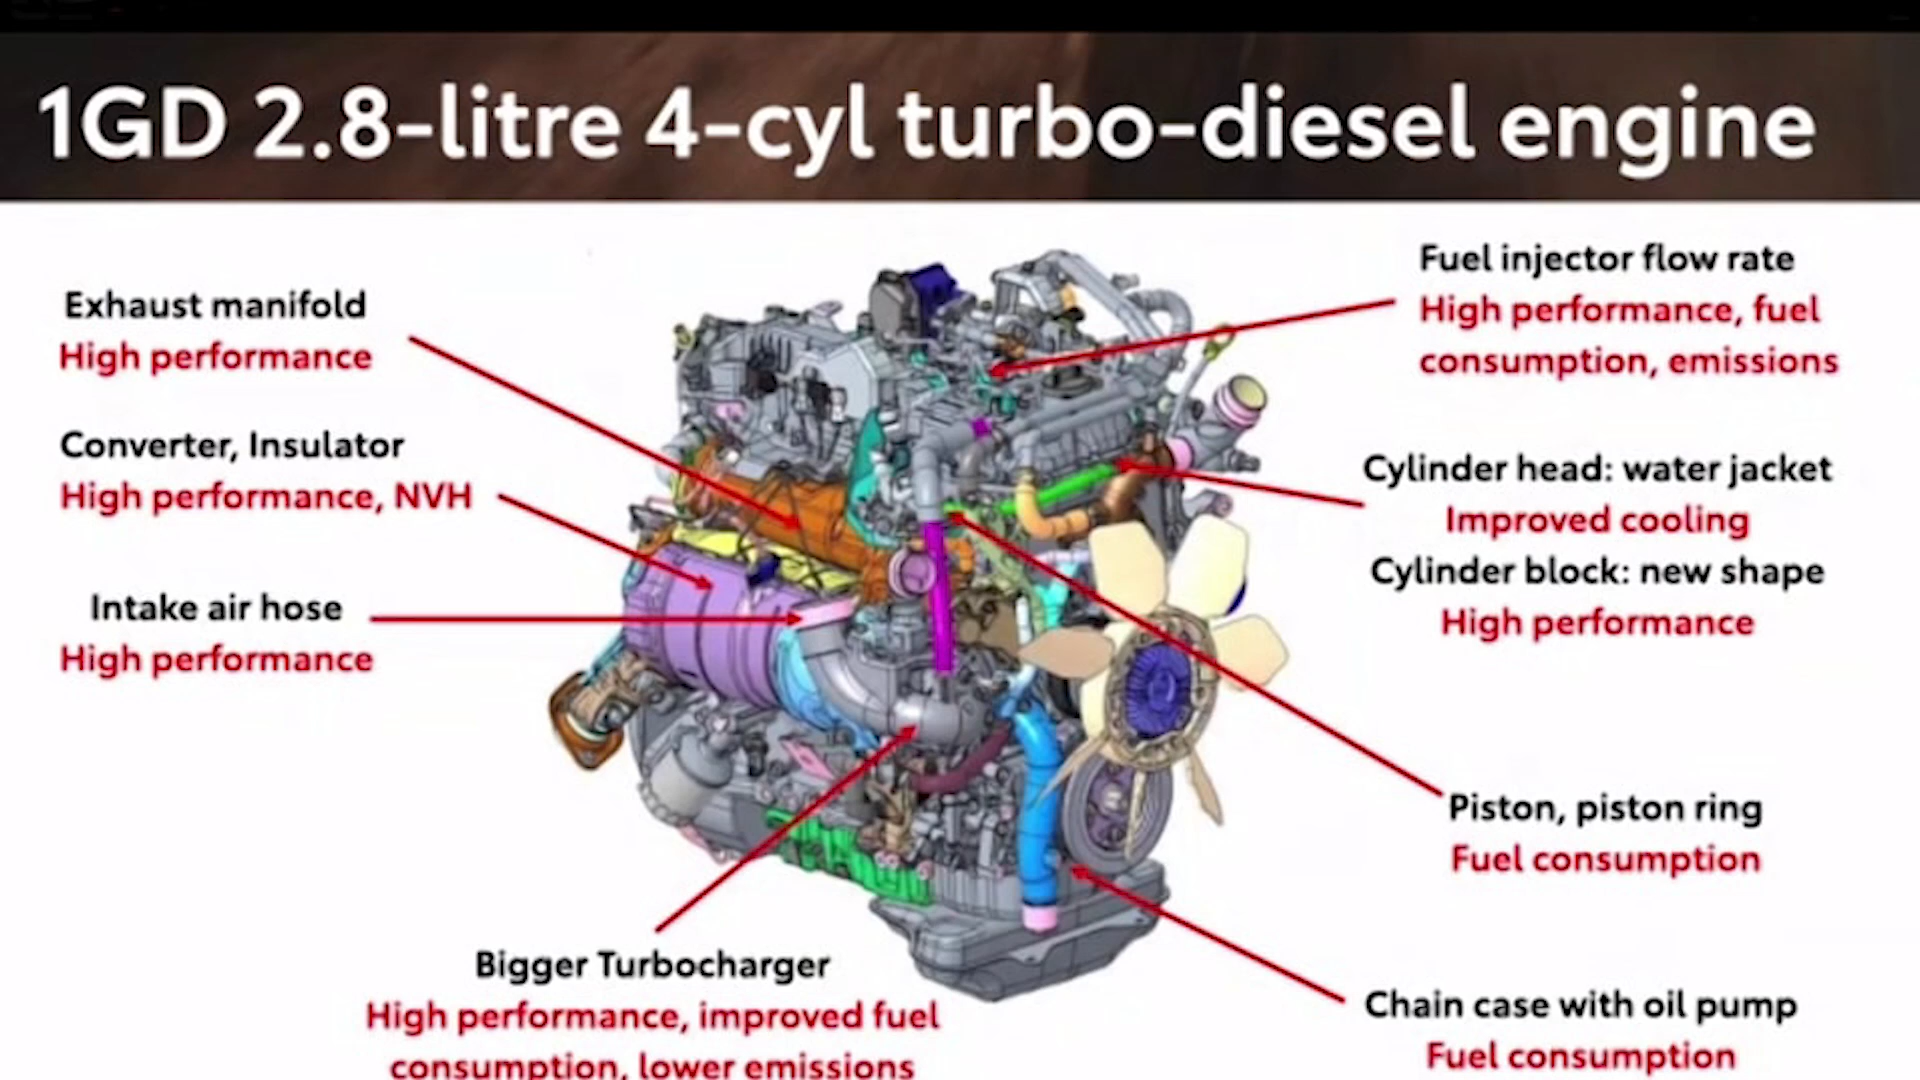 1GD 2.8-litre 4-cyl turbo-diesel engine
Exhaust manifold
High performance
Converter, Insulator
High performance, NVH
Intake air hose
High performance
Bigger Turbocharger
High performance, improved fuel
consumption, lower emissions
Fuel injector flow rate
High performance, fuel
consumption, emissions
Cylinder head: water jacket
Improved cooling
Cylinder block: new shape
High performance
Piston, piston ring
Fuel consumption
Chain case with oil pump
Fuel consumption